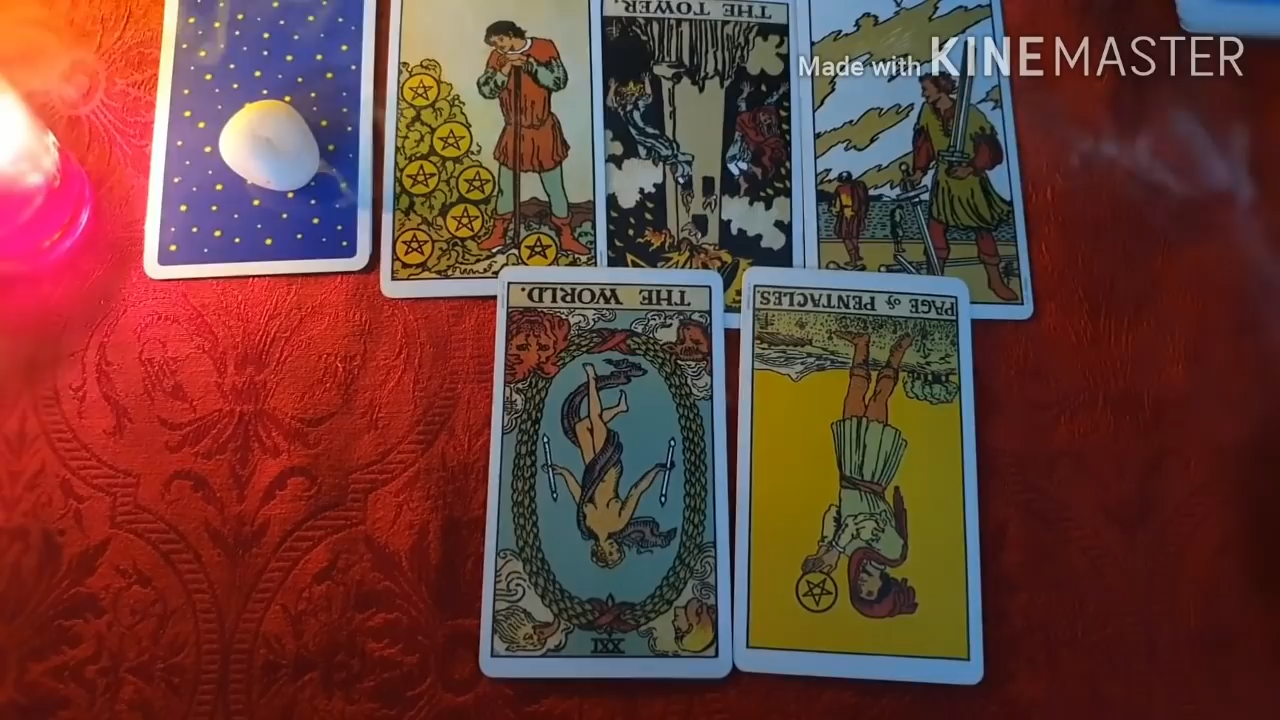 THE TOWER.
Made with KINEMASTER
THE WORLD.
PAGE of PENTACLES.
XXI